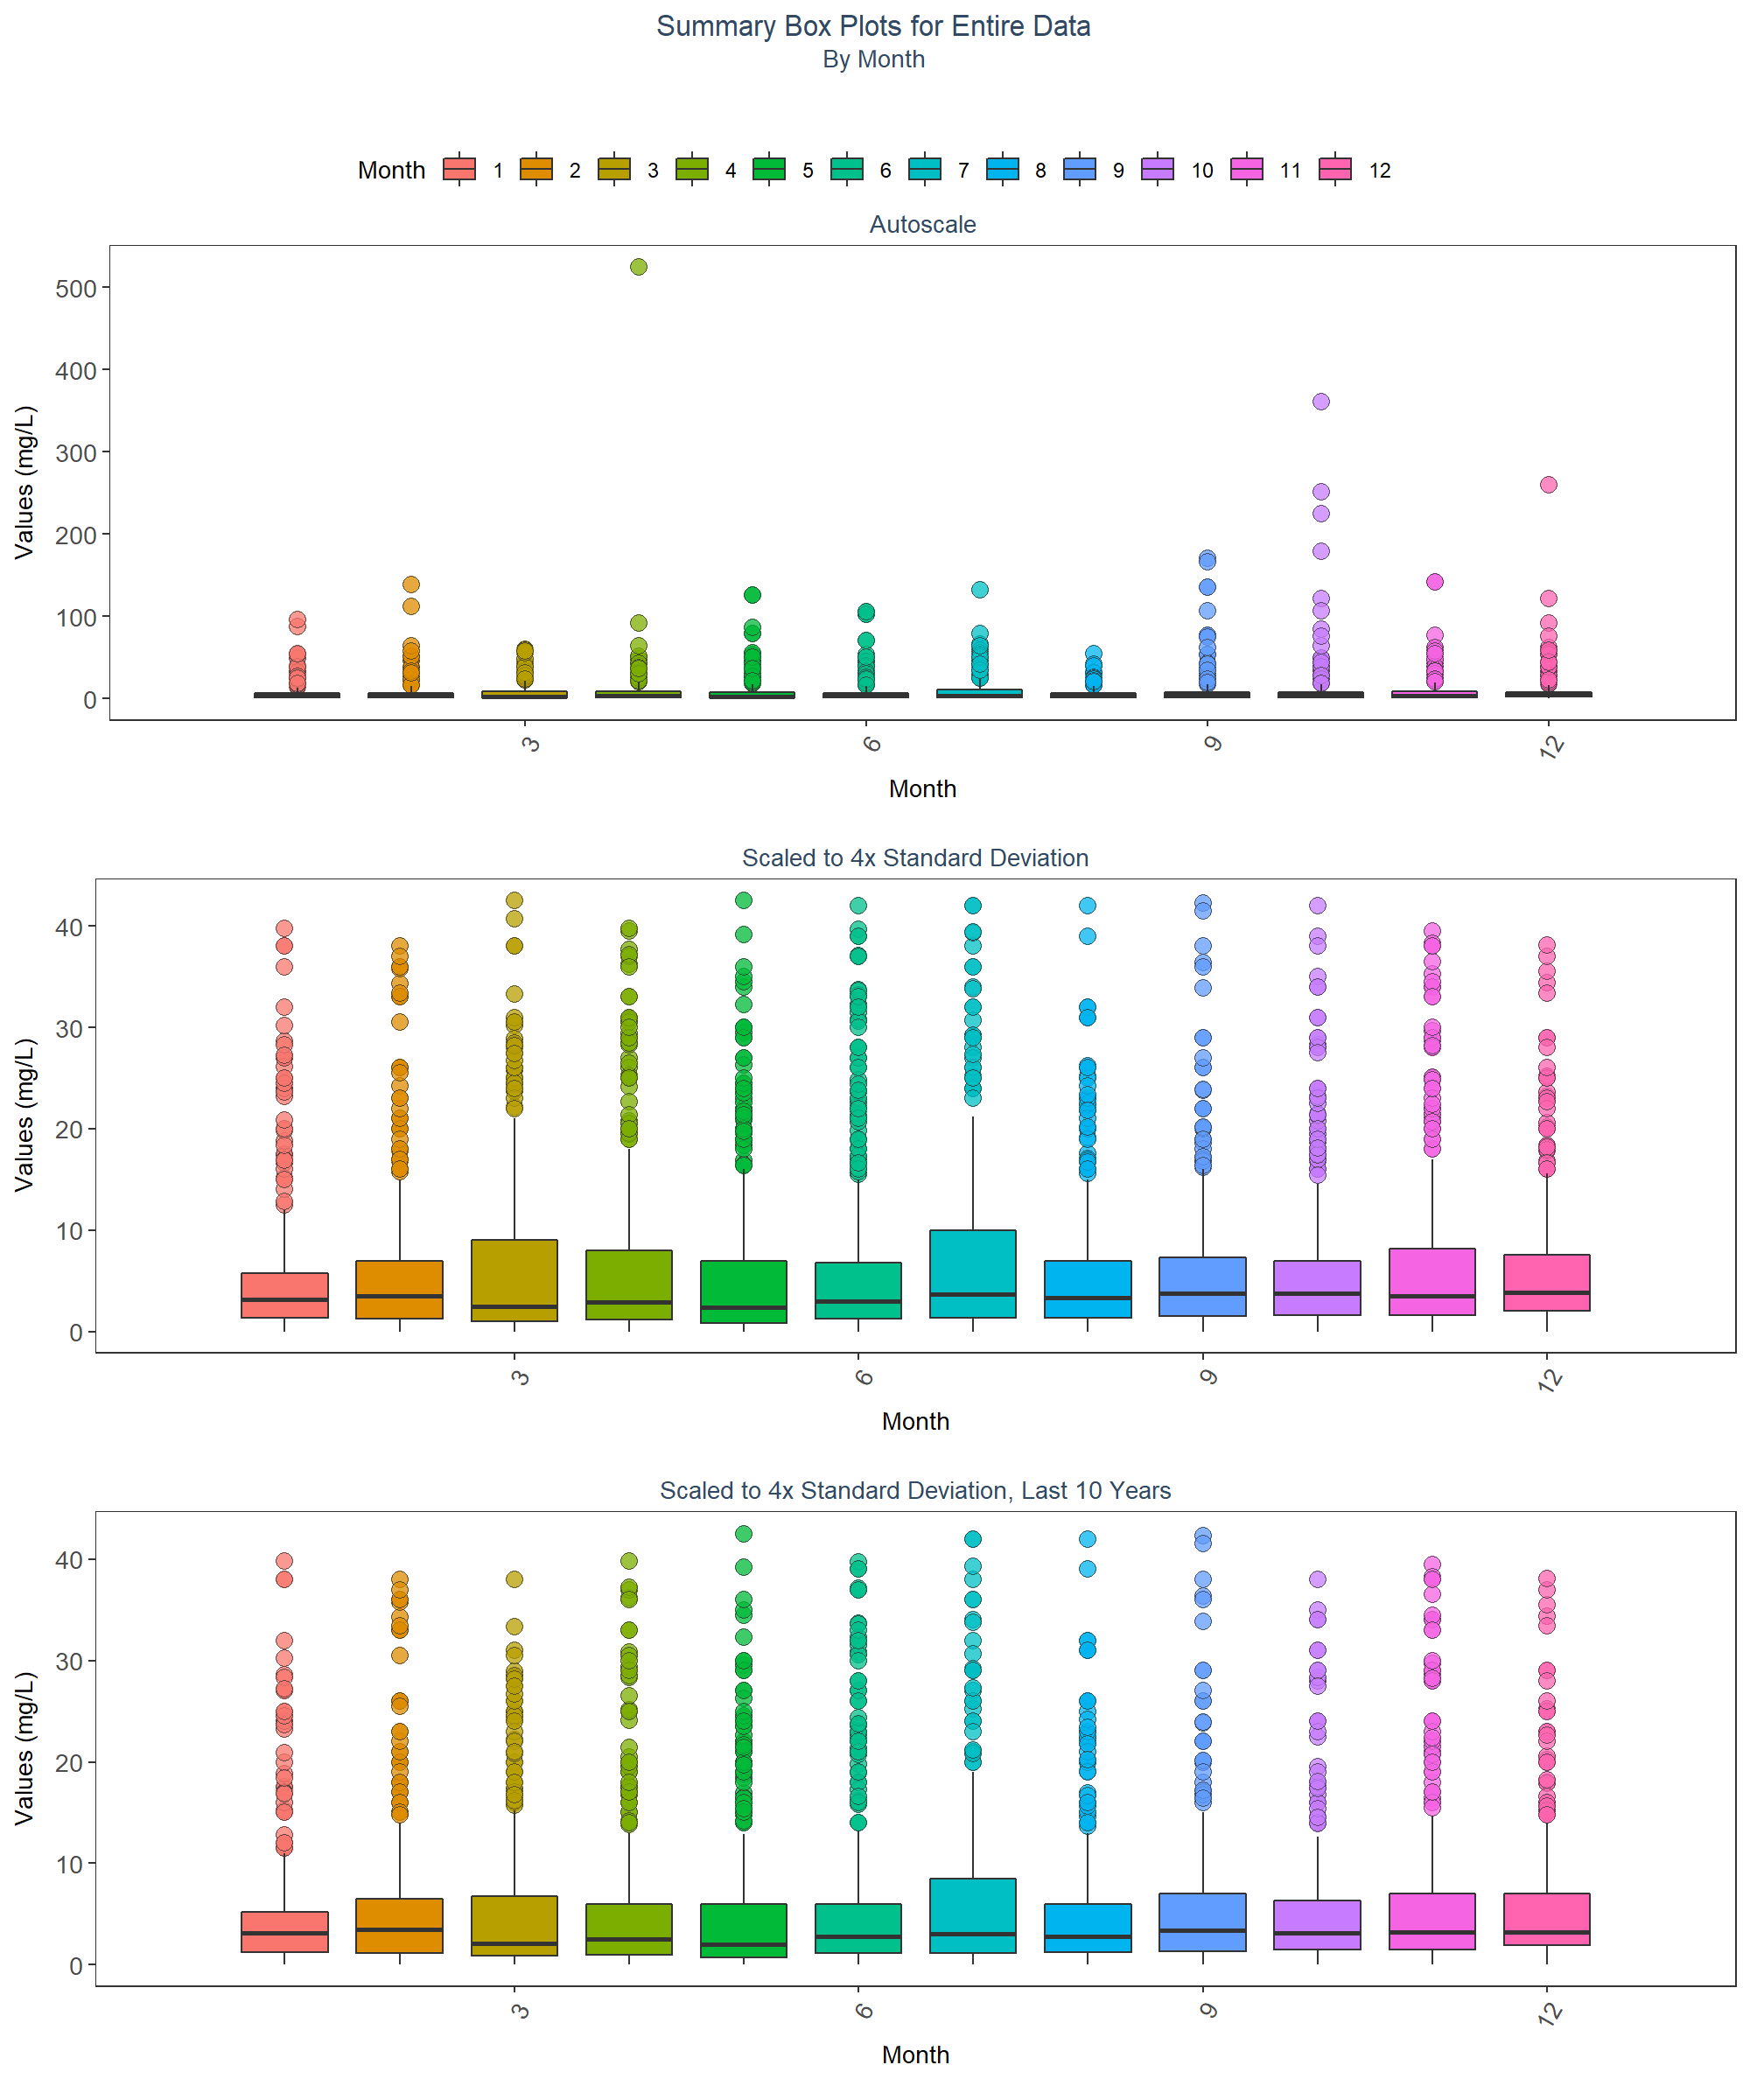 Summary Box Plots for Entire Data
By Month
Month 1 2 3 4 5 6 7 8 9 10 11 12
Autoscale
500
400
300
200
100
0
Values (mg/L)
3 6 9 12
Month
Scaled to 4x Standard Deviation
40
30
20
10
0
Values (mg/L)
3 6 9 12
Month
Scaled to 4x Standard Deviation, Last 10 Years
40
30
20
10
0
Values (mg/L)
3 6 9 12
Month